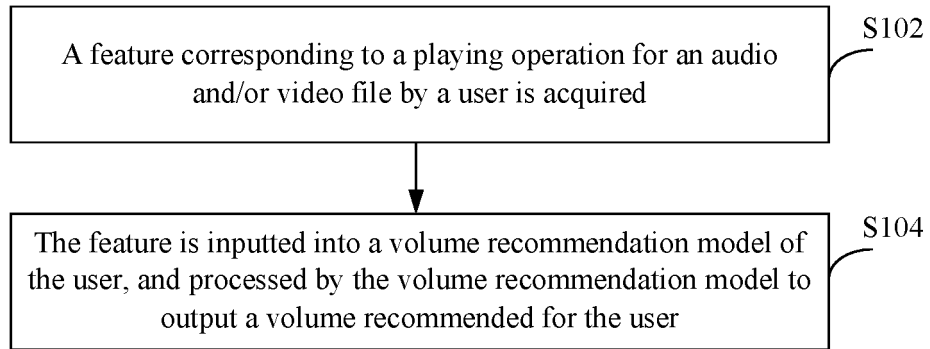 S102
A feature corresponding to a playing operation for an audio
and/or video file by a user is acquired
S104
The feature is inputted into a volume recommendation model of
the user, and processed by the volume recommendation model to
output a volume recommended for the user